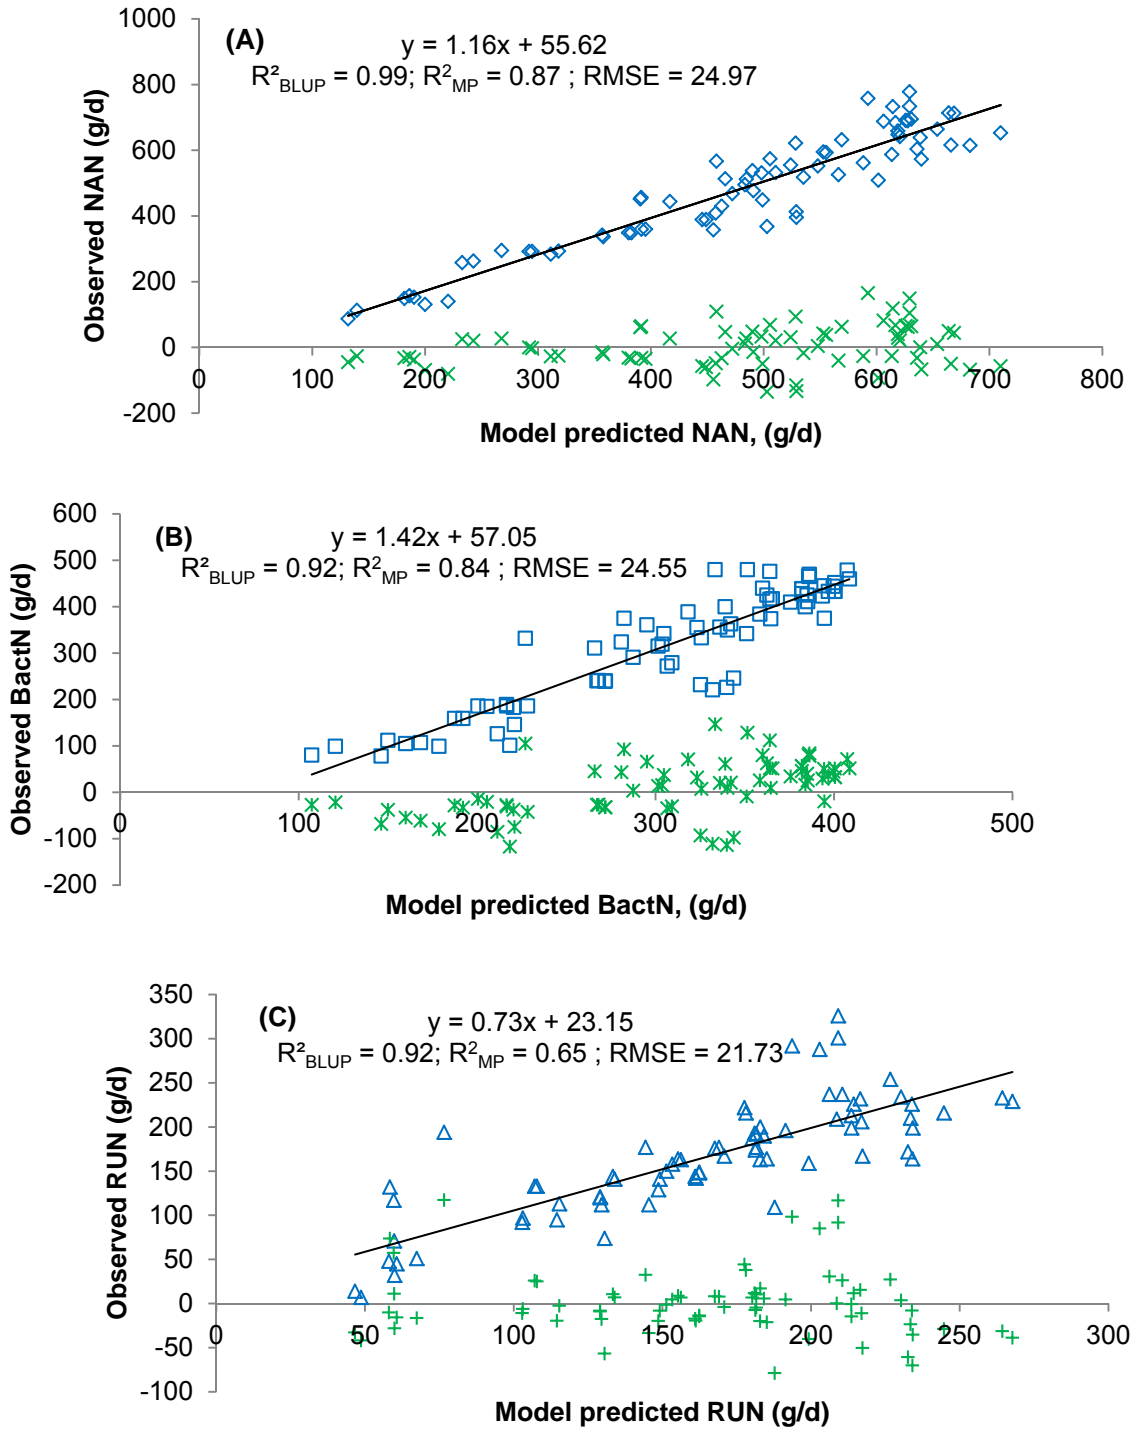 (A)
y = 1.16x + 55.62
R²BLUP = 0.99; R²MP = 0.87 ; RMSE = 24.97
Observed NAN (g/d)
1000
800
600
400
200
0
-200
0 100 200 300 400 500 600 700 800
Model predicted NAN, (g/d)
(B)
y = 1.42x + 57.05
R²BLUP = 0.92; R²MP = 0.84 ; RMSE = 24.55
Observed BactN (g/d)
600
500
400
300
200
100
0
-100
-200
0 100 200 300 400 500
Model predicted BactN, (g/d)
(C)
y = 0.73x + 23.15
R²BLUP = 0.92; R²MP = 0.65 ; RMSE = 21.73
Observed RUN (g/d)
350
300
250
200
150
100
50
0
-50
-100
0 50 100 150 200 250 300
Model predicted RUN (g/d)